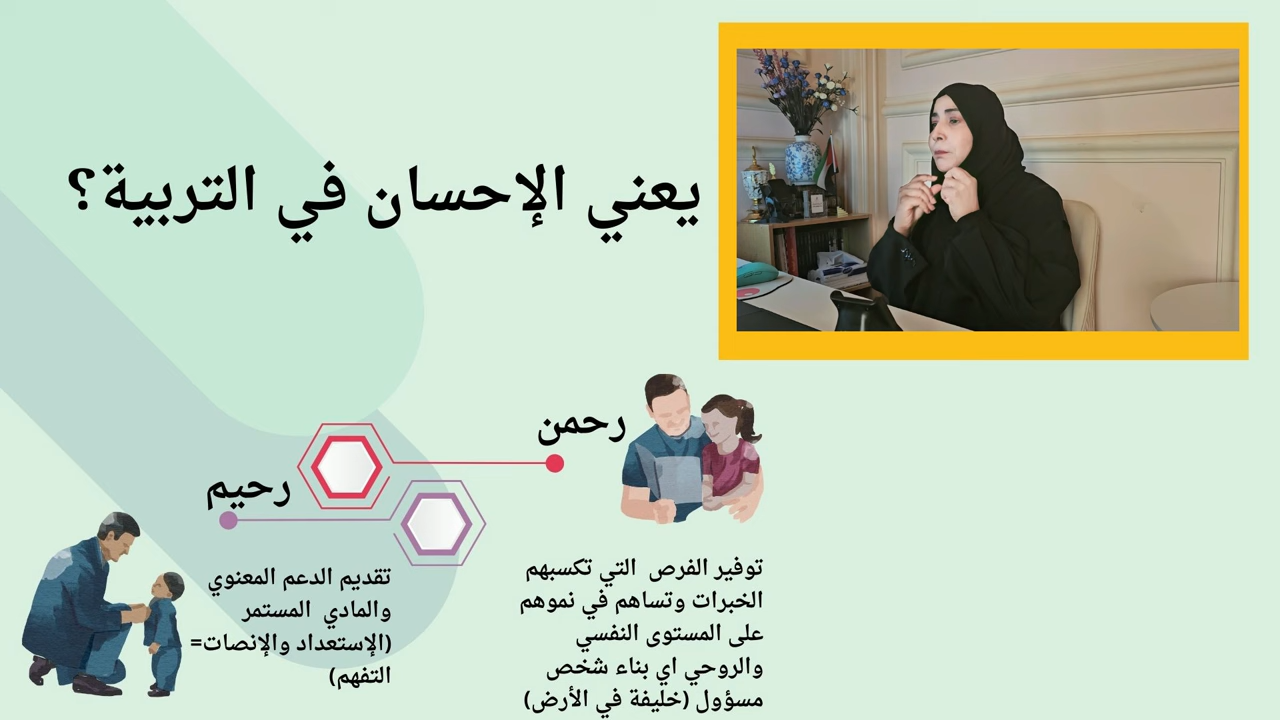 يعني الإحسان في التربية؟
رحمن
توفير الفرص التي تكسبهم
الخبرات وتساهم في نموهم
على المستوى النفسي
والروحي اي بناء شخص
مسؤول (خليفة في الأرض)
رحيم
تقديم الدعم المعنوي
والمادي المستمر
(الإستعداد والإنصات=
التفهم)